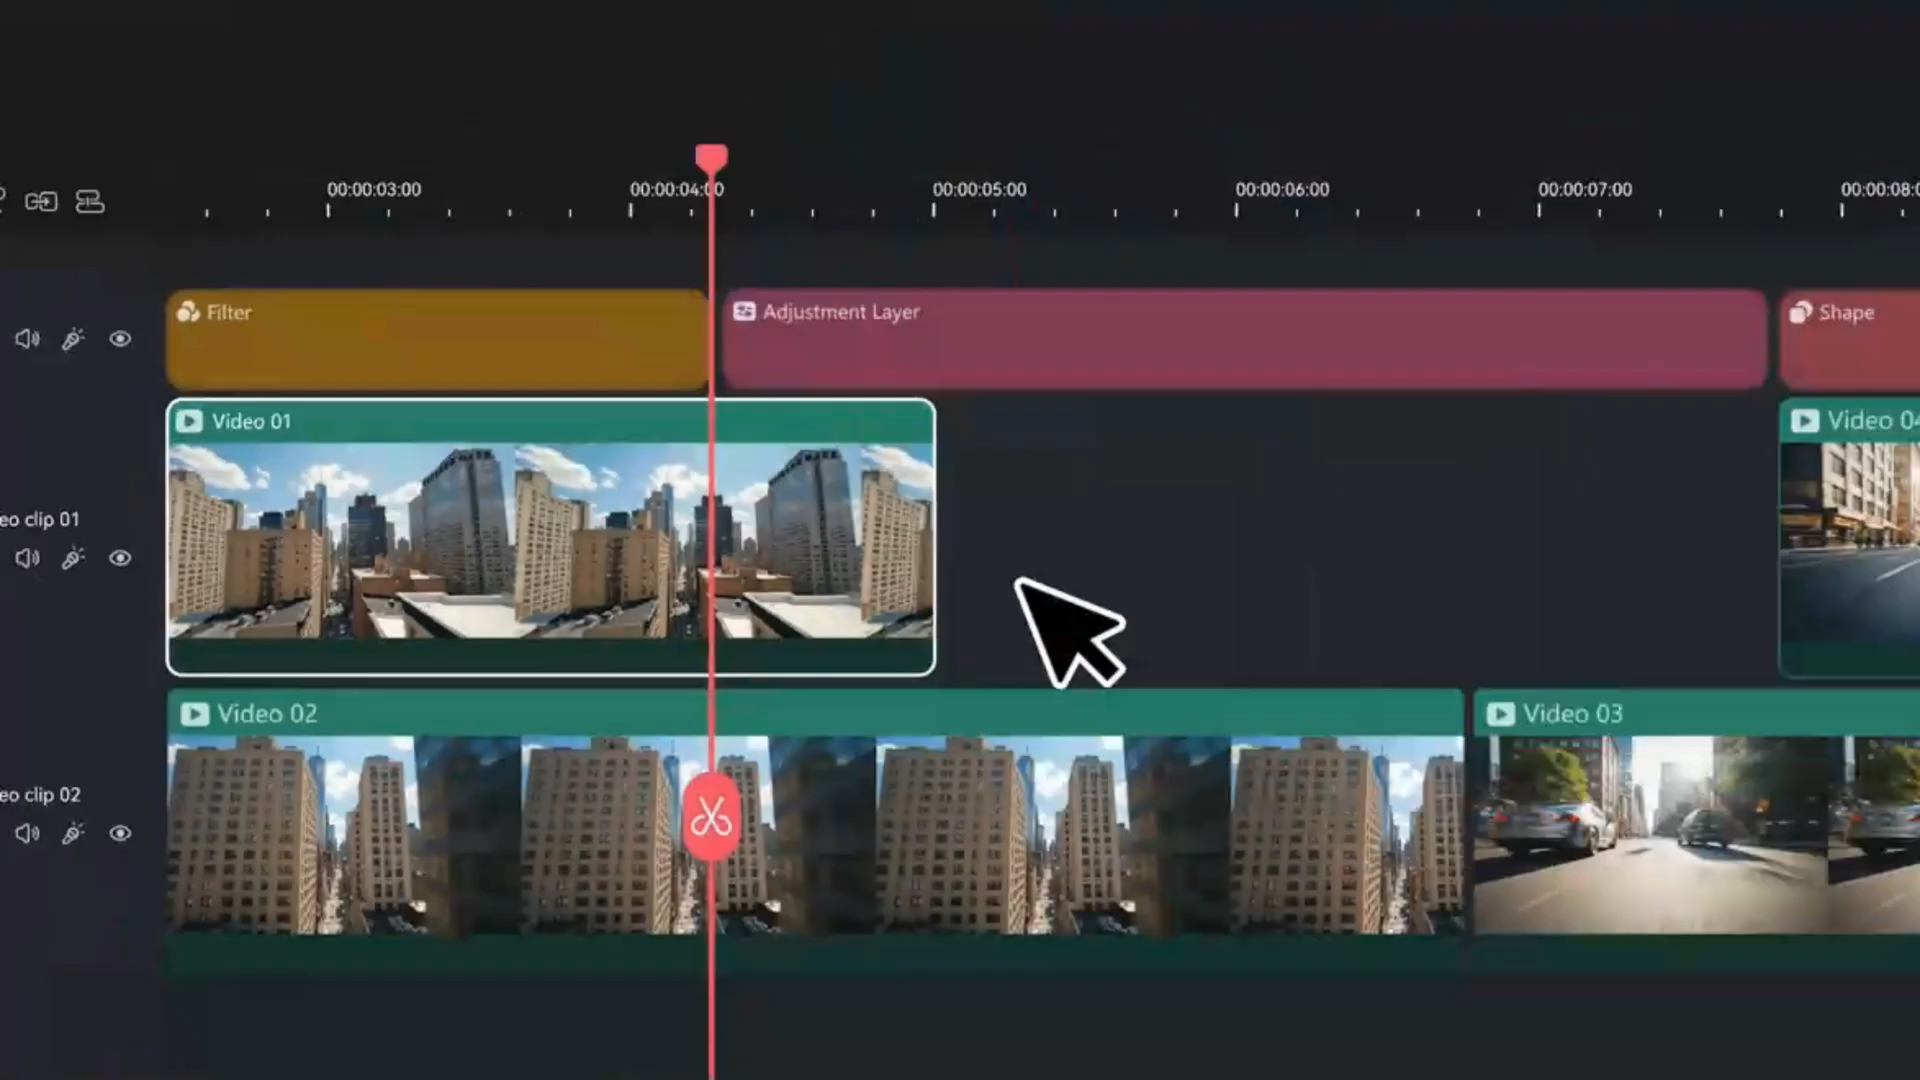 00:00:03:00 00:00:04:00 00:00:05:00 00:00:06:00 00:00:07:00 00:00:08:0
Filter Adjustment Layer Shape
Video 01 Video 04
eo clip 01
Video 02 Video 03
eo clip 02